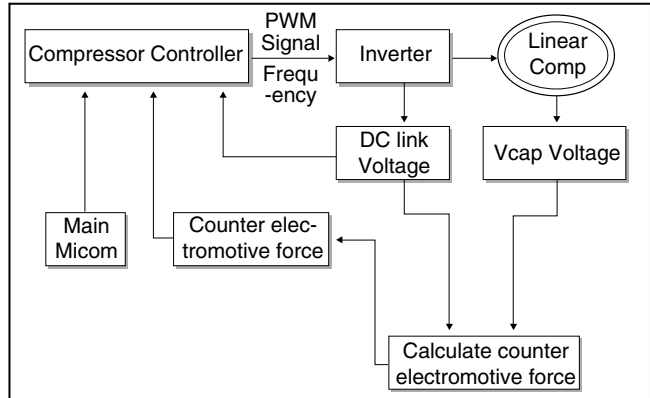 Compressor Controller
PWM
Signal
Frequ
-ency
Inverter
Linear
Comp
DC link
Voltage
Vcap Voltage
Main
Micom
Counter elec-
tromotive force
Calculate counter
electromotive force